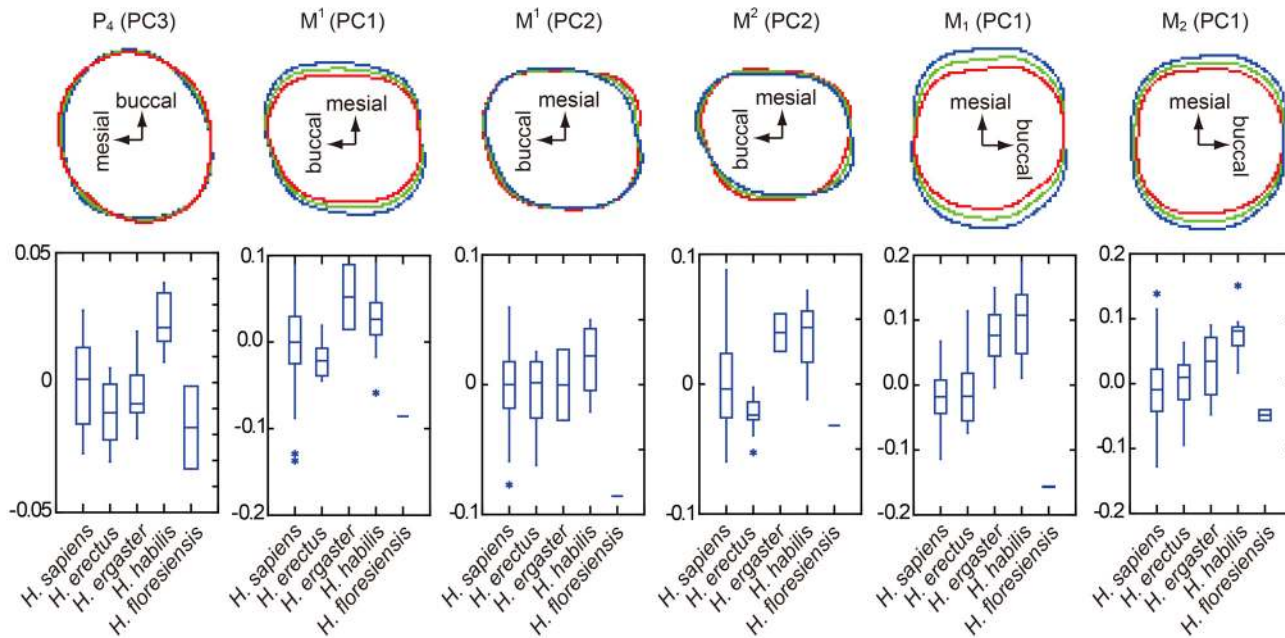 P₄ (PC3)
M¹ (PC1)
M¹ (PC2)
M² (PC2)
M₁ (PC1)
M₂ (PC1)
buccal
mesial
mesial
buccal
mesial
buccal
mesial
buccal
mesial
buccal
mesial
buccal
0.05
0
-0.05
0.1
0.0
-0.1
-0.2
0.1
0
-0.1
0.1
0
-0.1
0.2
0.1
0.0
-0.1
-0.2
0.2
0.1
0.0
-0.1
-0.2
H. sapiens
H. erectus
H. ergaster
H. habilis
H. floresiensis
H. sapiens
H. erectus
H. ergaster
H. habilis
H. floresiensis
H. sapiens
H. erectus
H. ergaster
H. habilis
H. floresiensis
H. sapiens
H. erectus
H. ergaster
H. habilis
H. floresiensis
H. sapiens
H. erectus
H. ergaster
H. habilis
H. floresiensis
H. sapiens
H. erectus
H. ergaster
H. habilis
H. floresiensis